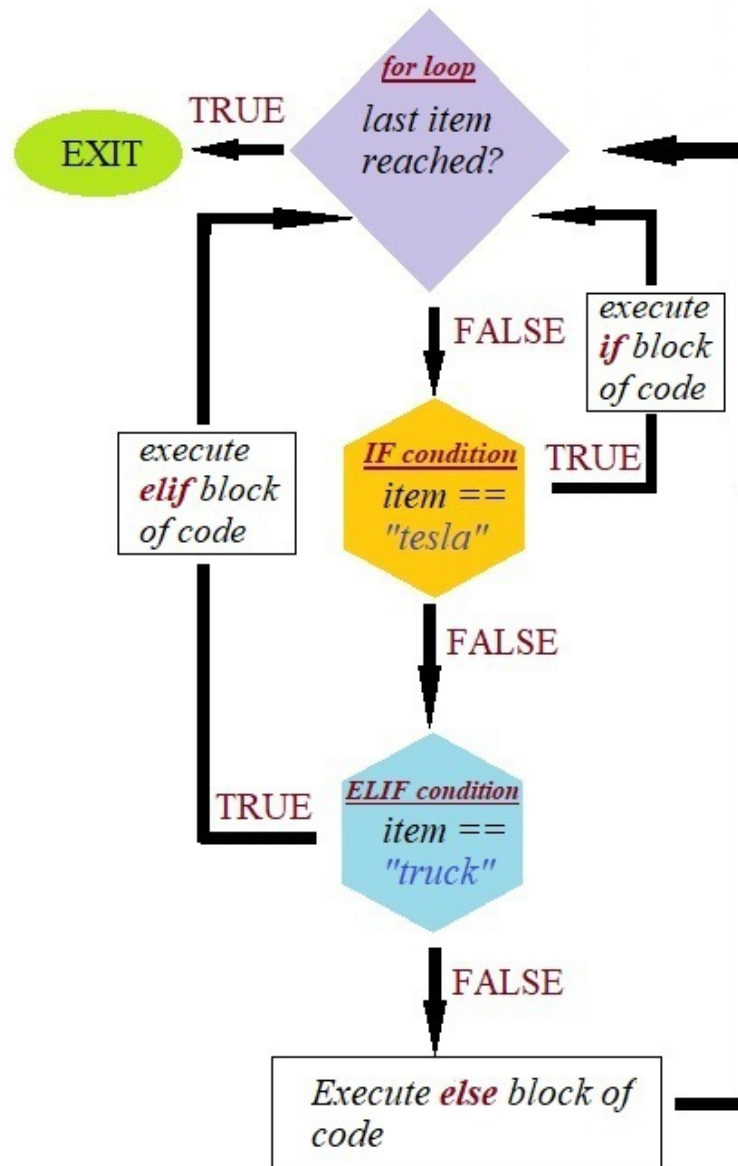 for loop
last item
reached?
TRUE
EXIT
FALSE
execute
if block
of code
IF condition
item ==
"tesla"
TRUE
execute
elif block
of code
FALSE
ELIF condition
item ==
"truck"
TRUE
FALSE
Execute else block of
code